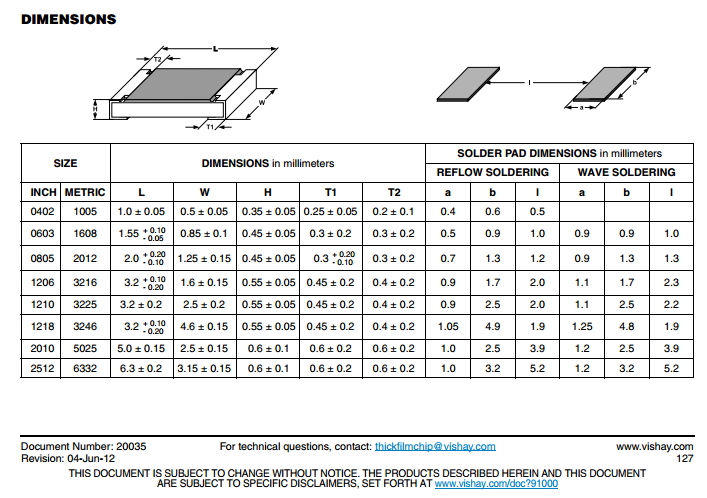 DIMENSIONS
L
T2
H
W
T1
l
b
a
SIZE DIMENSIONS in millimeters SOLDER PAD DIMENSIONS in millimeters
REFLOW SOLDERING WAVE SOLDERING
INCH METRIC L W H T1 T2 a b l a b l
0402 1005 1.0 ± 0.05 0.5 ± 0.05 0.35 ± 0.05 0.25 ± 0.05 0.2 ± 0.1 0.4 0.6 0.5
0603 1608 1.55 + 0.10 - 0.05 0.85 ± 0.1 0.45 ± 0.05 0.3 ± 0.2 0.3 ± 0.2 0.5 0.9 1.0 0.9 0.9 1.0
0805 2012 2.0 + 0.20 - 0.10 1.25 ± 0.15 0.45 ± 0.05 0.3 + 0.20 - 0.10 0.3 ± 0.2 0.7 1.3 1.2 0.9 1.3 1.3
1206 3216 3.2 + 0.10 - 0.20 1.6 ± 0.15 0.55 ± 0.05 0.45 ± 0.2 0.4 ± 0.2 0.9 1.7 2.0 1.1 1.7 2.3
1210 3225 3.2 ± 0.2 2.5 ± 0.2 0.55 ± 0.05 0.45 ± 0.2 0.4 ± 0.2 0.9 2.5 2.0 1.1 2.5 2.2
1218 3246 3.2 + 0.10 - 0.20 4.6 ± 0.15 0.55 ± 0.05 0.45 ± 0.2 0.4 ± 0.2 1.05 4.9 1.9 1.25 4.8 1.9
2010 5025 5.0 ± 0.15 2.5 ± 0.15 0.6 ± 0.1 0.6 ± 0.2 0.6 ± 0.2 1.0 2.5 3.9 1.2 2.5 3.9
2512 6332 6.3 ± 0.2 3.15 ± 0.15 0.6 ± 0.1 0.6 ± 0.2 0.6 ± 0.2 1.0 3.2 5.2 1.2 3.2 5.2
Document Number: 20035 For technical questions, contact: thickfilmchip@vishay.com www.vishay.com
Revision: 04-Jun-12 127
THIS DOCUMENT IS SUBJECT TO CHANGE WITHOUT NOTICE. THE PRODUCTS DESCRIBED HEREIN AND THIS DOCUMENT
ARE SUBJECT TO SPECIFIC DISCLAIMERS, SET FORTH AT www.vishay.com/doc?91000